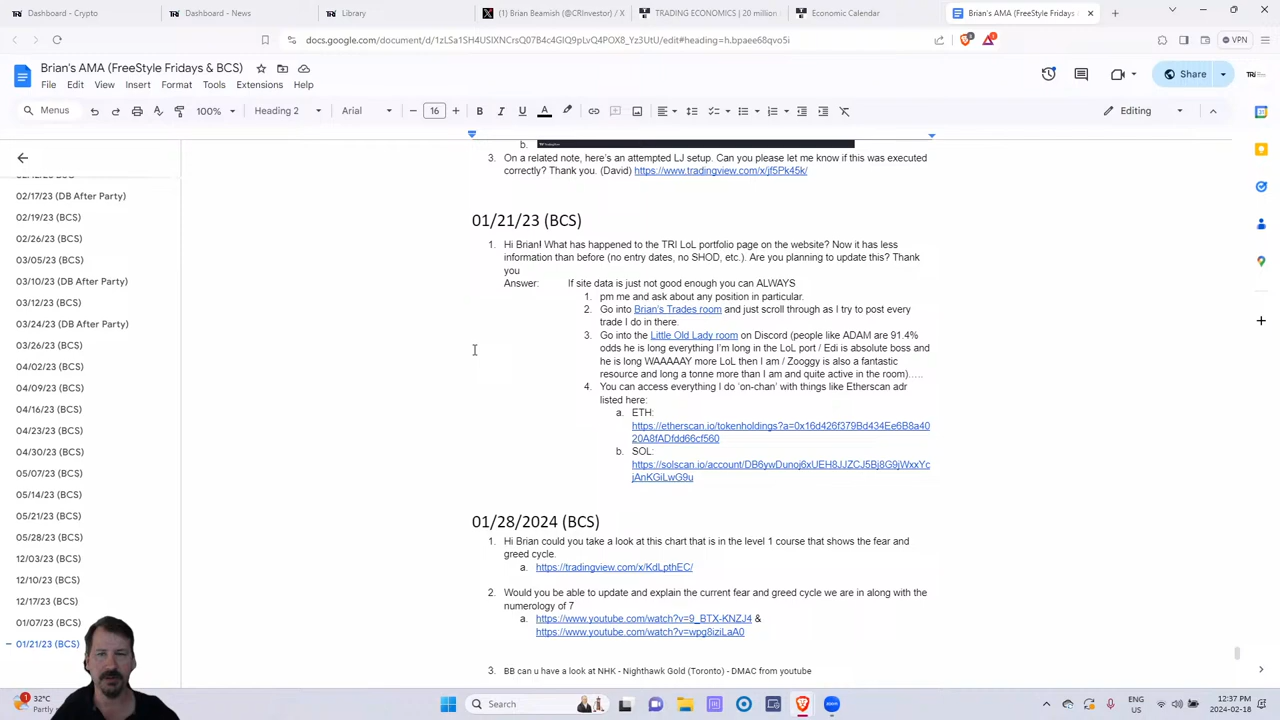 Dashboard - Tri
Dashboard - News
Library
(1) Brian Beamish (@CRInvestor) / X
TRADING ECONOMICS | 20 million
Economic Calendar
Brian's AMA (FreeStyle Fridays
docs.google.com/document/d/1zLSa1SH4USIXNCrsQ07B4c4GlQ9pLvQ4POX8_Yz3UtU/edit#heading=h.bpaee68qvo5i
VPN
Brian's AMA (FreeStyle Fridays & BCS)
File Edit View Insert Format Tools Extensions Help
Share
Menus
100%
Heading 2
Arial
16
Editing
02/17/23 (DB After Party)
02/19/23 (BCS)
02/26/23 (BCS)
03/05/23 (BCS)
03/10/23 (DB After Party)
03/12/23 (BCS)
03/24/23 (DB After Party)
03/26/23 (BCS)
04/02/23 (BCS)
04/09/23 (BCS)
04/16/23 (BCS)
04/23/23 (BCS)
04/30/23 (BCS)
05/07/23 (BCS)
05/14/23 (BCS)
05/21/23 (BCS)
05/28/23 (BCS)
12/03/23 (BCS)
12/10/23 (BCS)
12/17/23 (BCS)
01/07/23 (BCS)
01/21/23 (BCS)
b.
3. On a related note, here's an attempted LJ setup. Can you please let me know if this was executed
correctly? Thank you. (David) https://www.tradingview.com/x/jf5Pk45k/
01/21/23 (BCS)
1. Hi Brian! What has happened to the TRI LoL portfolio page on the website? Now it has less
information than before (no entry dates, no SHOD, etc.). Are you planning to update this? Thank
you
Answer: If site data is just not good enough you can ALWAYS
1. pm me and ask about any position in particular.
2. Go into Brian's Trades room and just scroll through as I try to post every
trade I do in there.
3. Go into the Little Old Lady room on Discord (people like ADAM are 91.4%
odds he is long everything I'm long in the LoL port / Edi is absolute boss and
he is long WAAAAAY more LoL then I am / Zooggy is also a fantastic
resource and long a tonne more than I am and quite active in the room).....
4. You can access everything I do 'on-chan' with things like Etherscan adr
listed here:
a. ETH:
https://etherscan.io/tokenholdings?a=0x16d426f379Bd434Ee6B8a40
20A8fADfdd66cf560
b. SOL:
https://solscan.io/account/DB6ywDunoj6xUEH8JJZCJ5Bj8G9jWxxYc
jAnKGiLwG9u
01/28/2024 (BCS)
1. Hi Brian could you take a look at this chart that is in the level 1 course that shows the fear and
greed cycle.
a. https://tradingview.com/x/KdLpthEC/
2. Would you be able to update and explain the current fear and greed cycle we are in along with the
numerology of 7
a. https://www.youtube.com/watch?v=9_BTX-KNZJ4 &
https://www.youtube.com/watch?v=wpg8iziLaA0
3. BB can u have a look at NHK - Nighthawk Gold (Toronto) - DMAC from youtube
32°C
Partly
Search
ENG
US
12:37 PM
2024-02-18